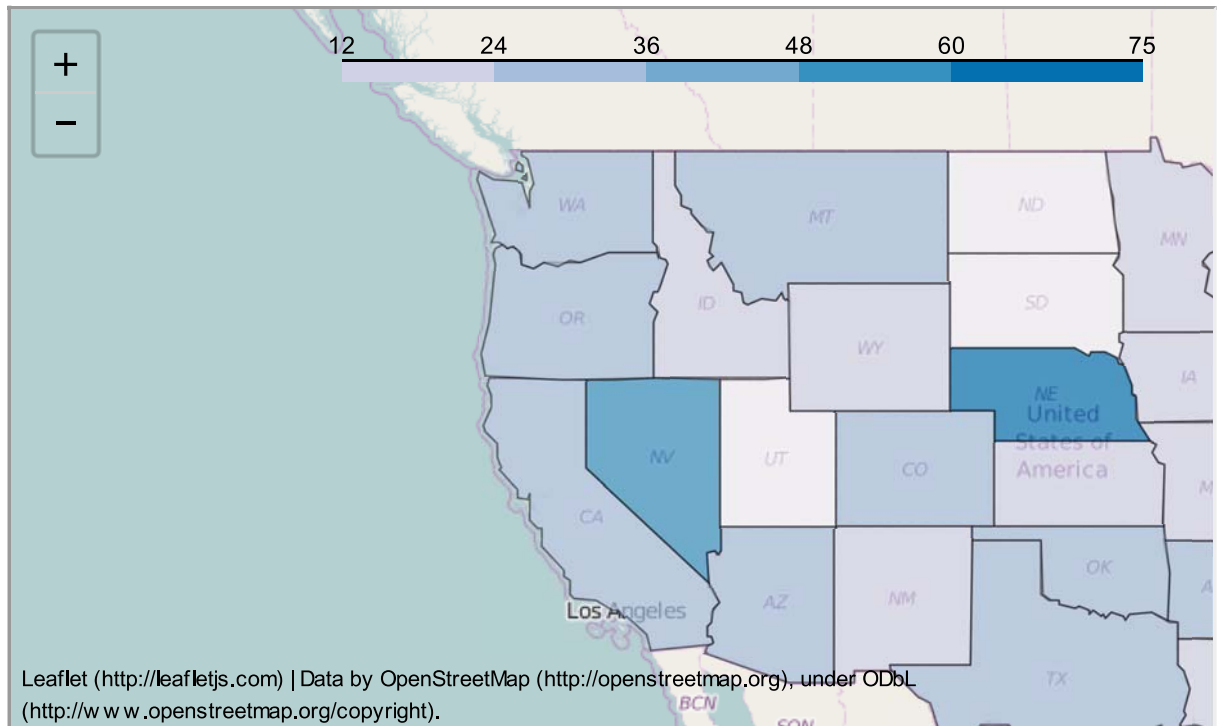 +
−
12 24 36 48 60 75
WA
MT
ND
MN
OR
ID
SD
WY
IA
NE
United
States of
America
NV
UT
CO
CA
AZ
NM
OK
TX
Los Angeles
BCN
SON
Leaflet (http://leafletjs.com) | Data by OpenStreetMap (http://openstreetmap.org), under ODbL
(http://www.openstreetmap.org/copyright).